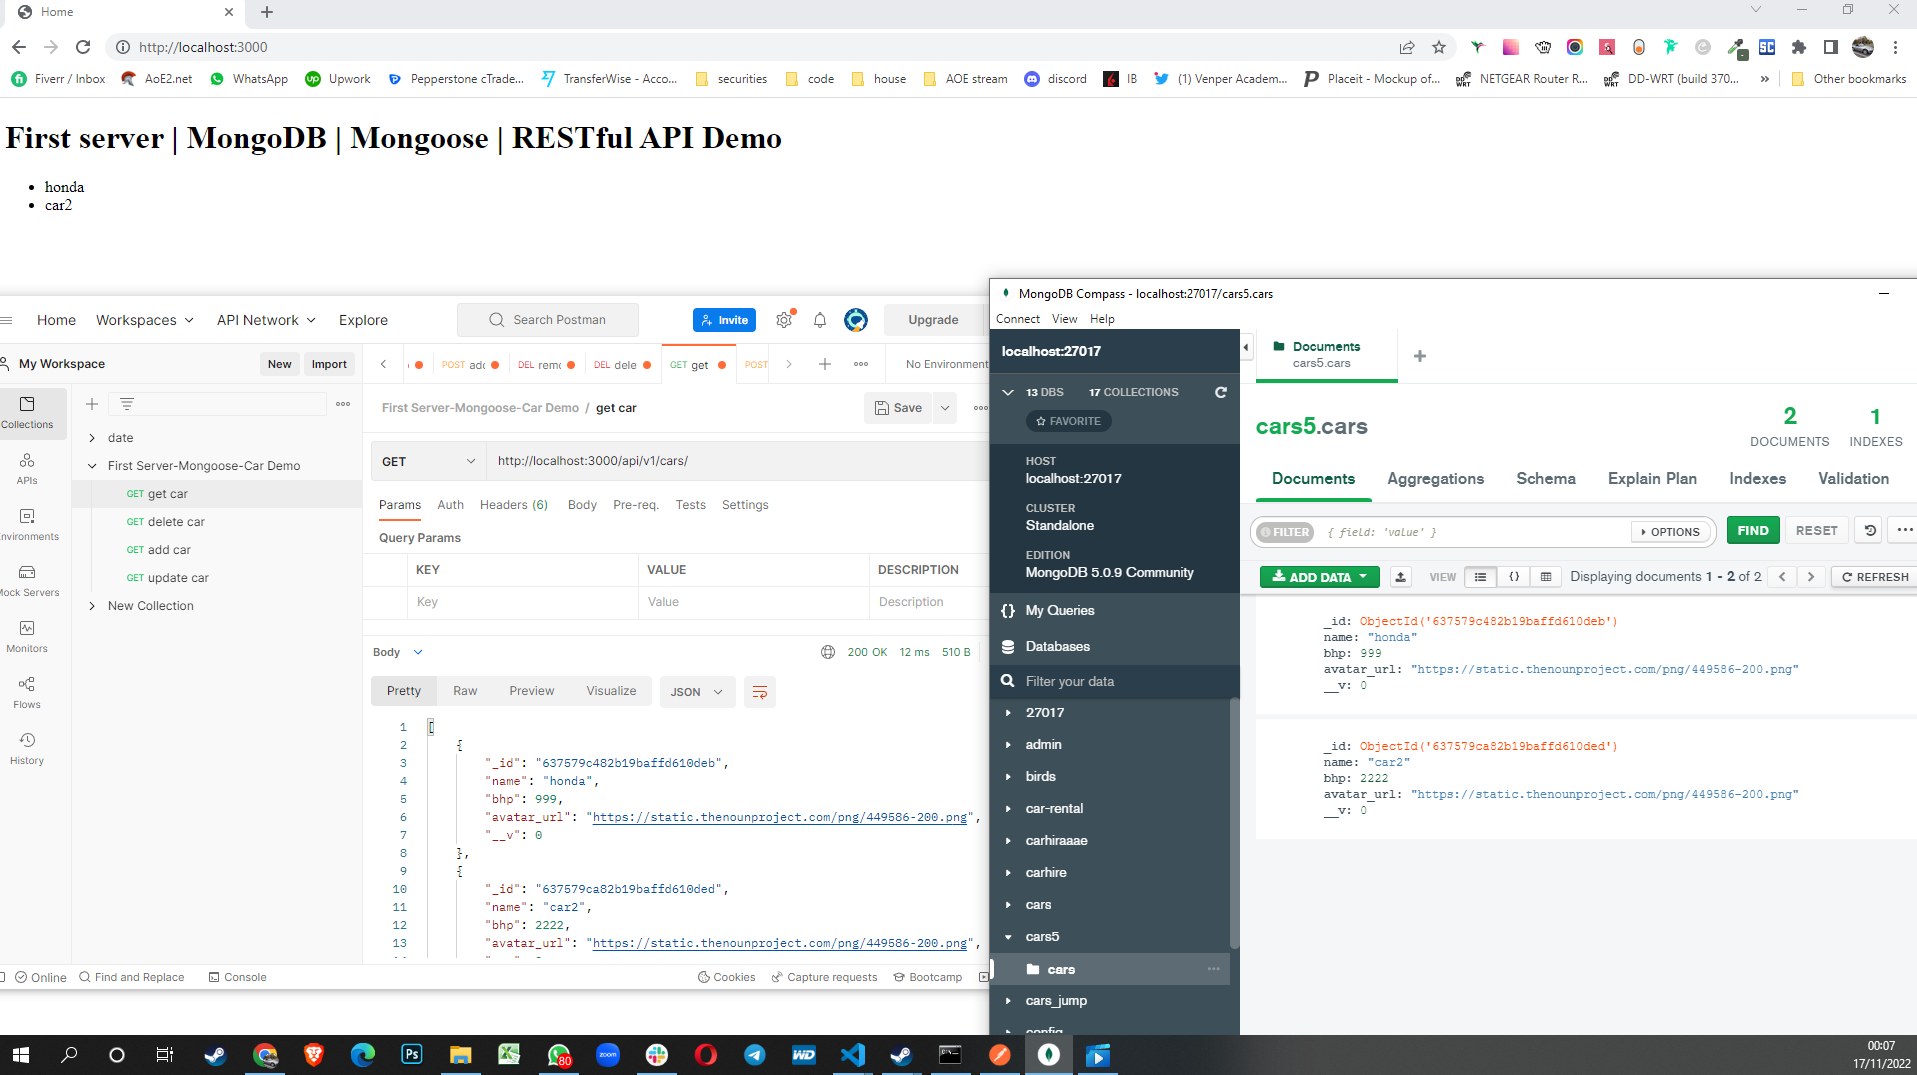 Home
http://localhost:3000
Fiverr / Inbox AoE2.net WhatsApp Upwork Pepperstone cTrade... TransferWise - Acco... securities code house AOE stream discord IB (1) Venper Academ... Placeit - Mockup of... NETGEAR Router R... DD-WRT (build 370... » Other bookmarks
First server | MongoDB | Mongoose | RESTful API Demo
honda
car2
Home Workspaces API Network Explore Search Postman Invite Upgrade
My Workspace New Import
POST adc DEL remo DEL dele GET get POST No Environment
First Server-Mongoose-Car Demo / get car Save
Collections
APIs
nvironments
Mock Servers
Monitors
Flows
History
date
First Server-Mongoose-Car Demo
GET get car
GET delete car
GET add car
GET update car
New Collection
GET http://localhost:3000/api/v1/cars/
Params Auth Headers (6) Body Pre-req. Tests Settings
Query Params
KEY VALUE DESCRIPTION
Key Value Description
Body 200 OK 12 ms 510 B
Pretty Raw Preview Visualize JSON
1 [
2 {
3 "_id": "637579c482b19baffd610deb",
4 "name": "honda",
5 "bhp": 999,
6 "avatar_url": "https://static.thenounproject.com/png/449586-200.png",
7 "__v": 0
8 },
9 {
10 "_id": "637579ca82b19baffd610ded",
11 "name": "car2",
12 "bhp": 2222,
13 "avatar_url": "https://static.thenounproject.com/png/449586-200.png",
Online Find and Replace Console Cookies Capture requests Bootcamp
MongoDB Compass - localhost:27017/cars5.cars
Connect View Help
localhost:27017
13 DBS 17 COLLECTIONS
FAVORITE
HOST
localhost:27017
CLUSTER
Standalone
EDITION
MongoDB 5.0.9 Community
{} My Queries
Databases
Filter your data
27017
admin
birds
car-rental
carhiraaae
carhire
cars
cars5
cars
cars_jump
config
Documents
cars5.cars
cars5.cars
2 DOCUMENTS
1 INDEXES
Documents Aggregations Schema Explain Plan Indexes Validation
FILTER { field: 'value' } OPTIONS FIND RESET
ADD DATA VIEW {} Displaying documents 1 - 2 of 2 REFRESH
_id: ObjectId('637579c482b19baffd610deb')
name: "honda"
bhp: 999
avatar_url: "https://static.thenounproject.com/png/449586-200.png"
__v: 0
_id: ObjectId('637579ca82b19baffd610ded')
name: "car2"
bhp: 2222
avatar_url: "https://static.thenounproject.com/png/449586-200.png"
__v: 0
Ps 80 zoom WD
00:07
17/11/2022